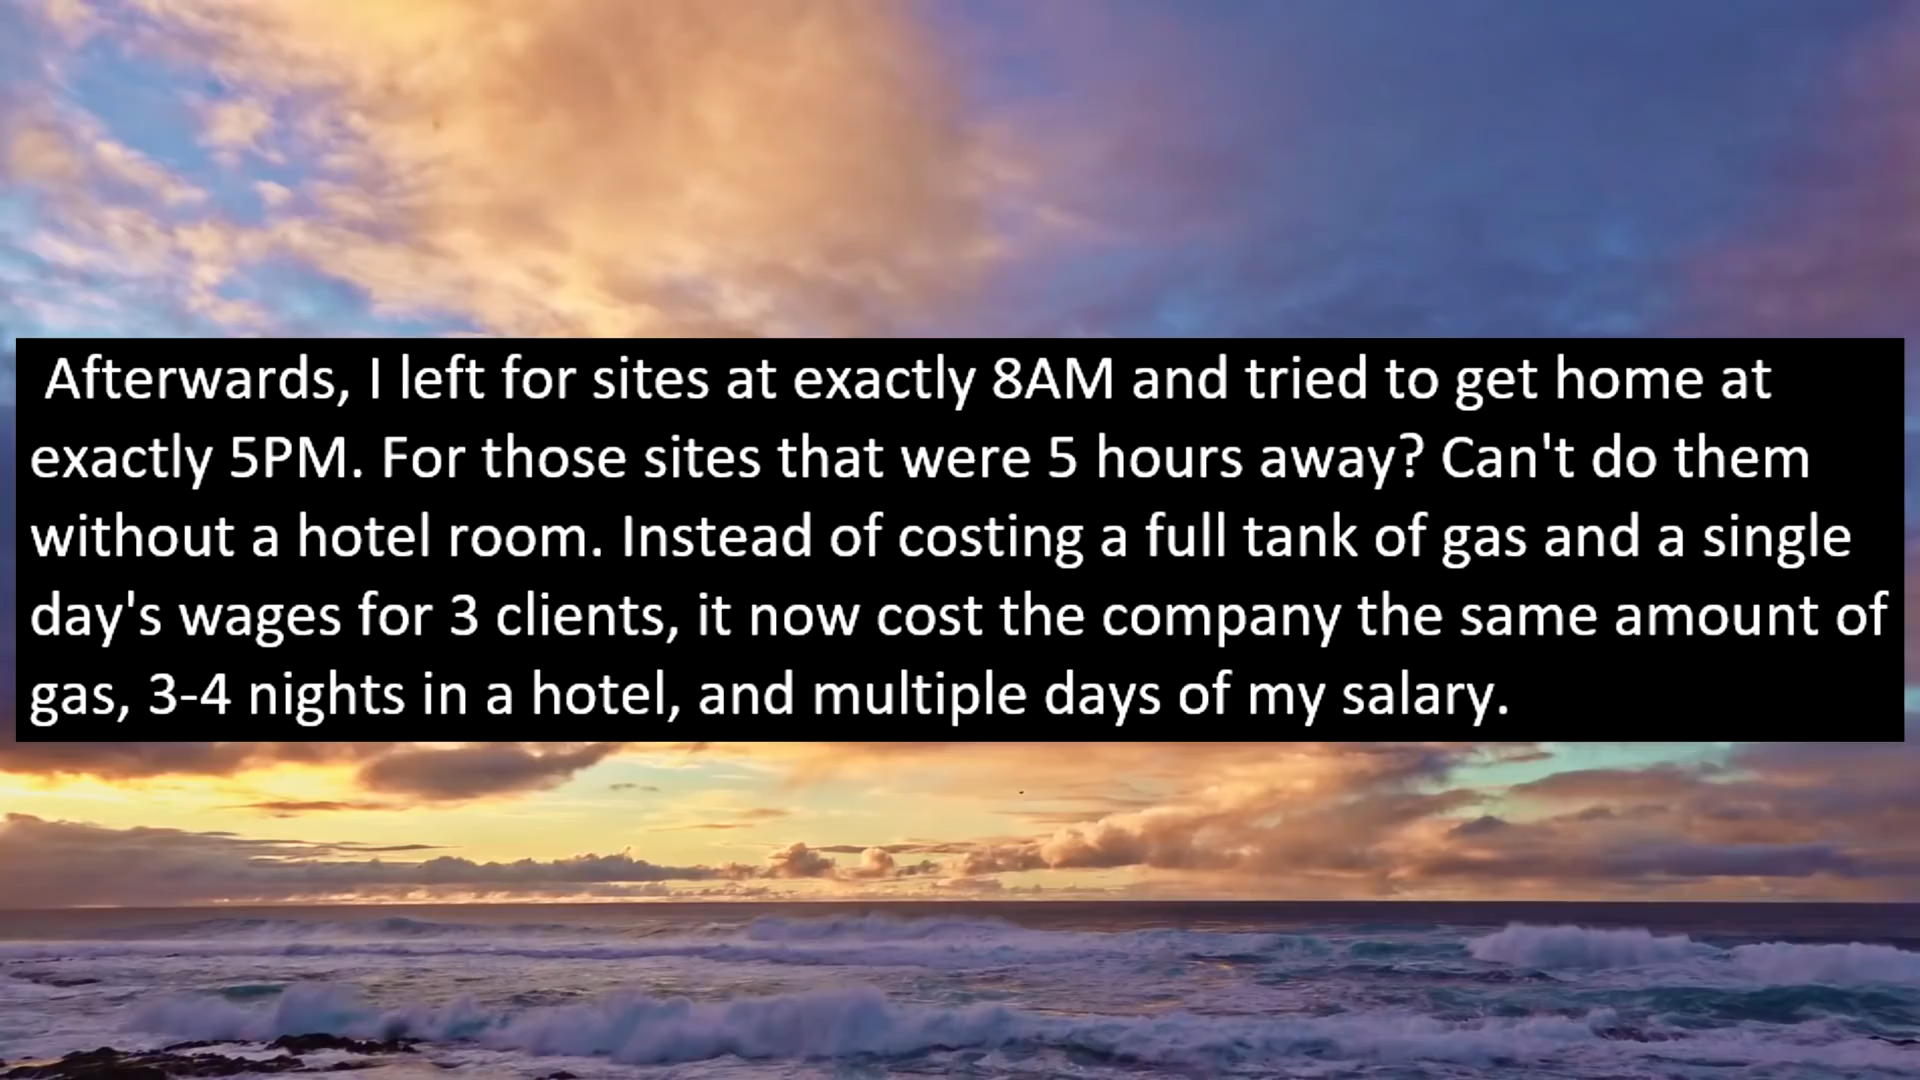 Afterwards, I left for sites at exactly 8AM and tried to get home at
exactly 5PM. For those sites that were 5 hours away? Can't do them
without a hotel room. Instead of costing a full tank of gas and a single
day's wages for 3 clients, it now cost the company the same amount of
gas, 3-4 nights in a hotel, and multiple days of my salary.